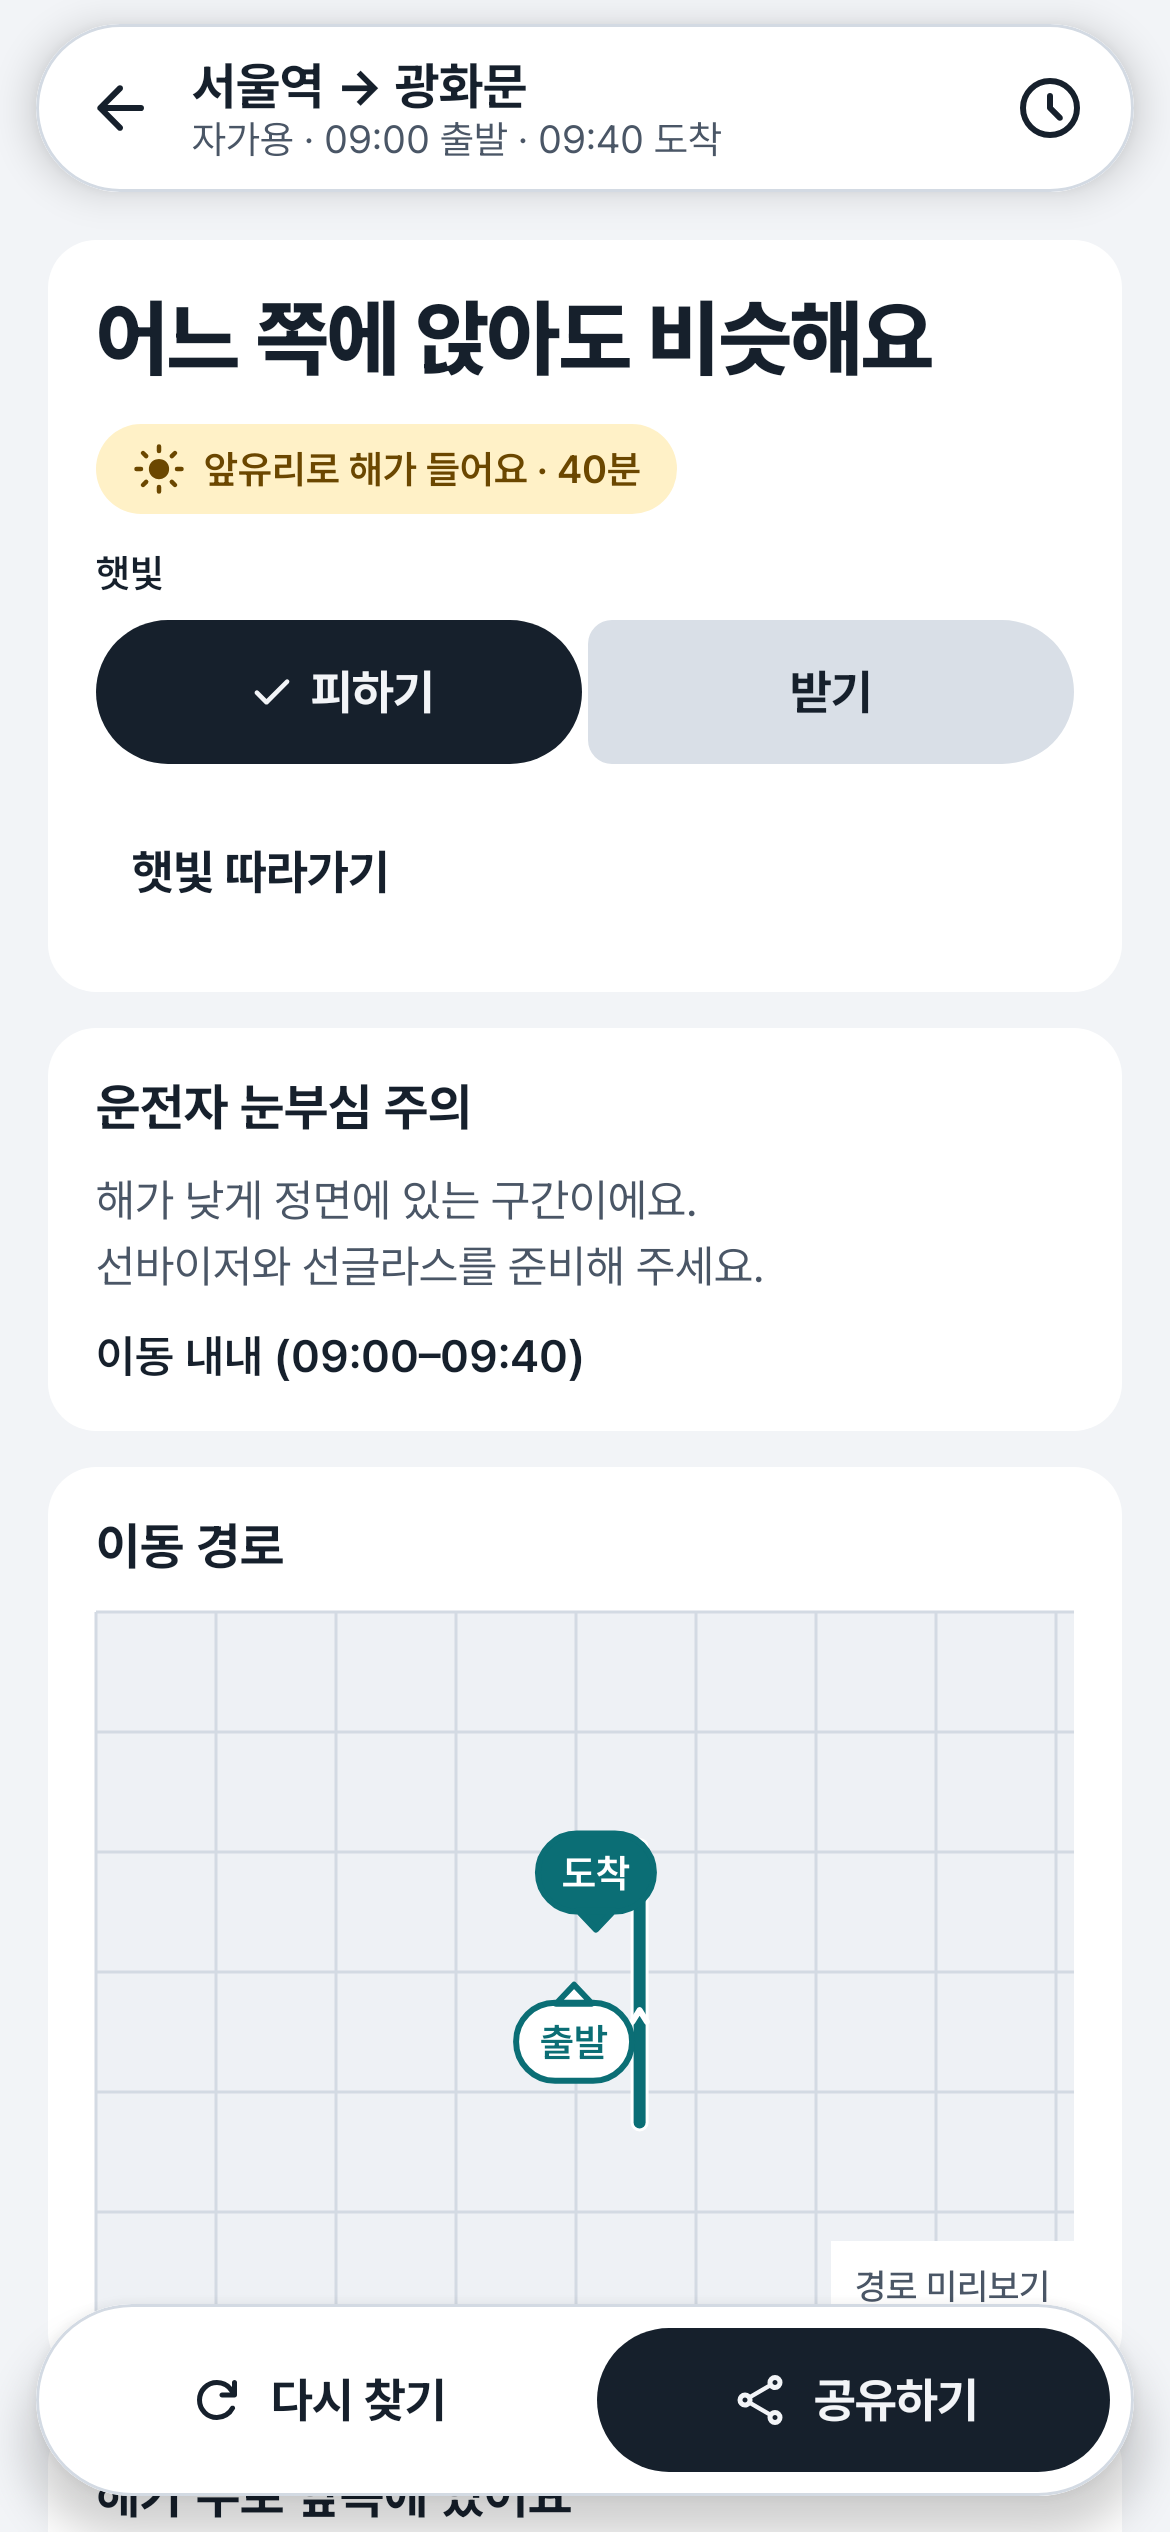 서울역 → 광화문
자가용 · 09:00 출발 · 09:40 도착
어느 쪽에 앉아도 비슷해요
앞유리로 해가 들어요 · 40분
햇빛
피하기
받기
햇빛 따라가기
운전자 눈부심 주의
해가 낮게 정면에 있는 구간이에요.
선바이저와 선글라스를 준비해 주세요.
이동 내내 (09:00–09:40)
이동 경로
도착
출발
경로 미리보기
다시 찾기
공유하기